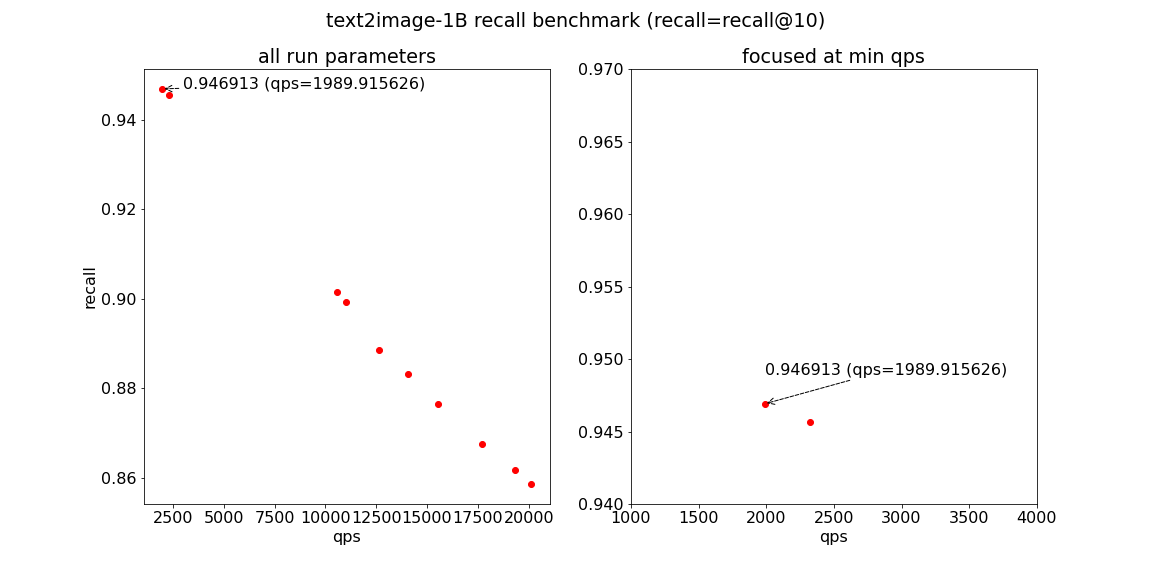 text2image-1B recall benchmark (recall=recall@10)
all run parameters
0.946913 (qps=1989.915626)
recall
0.94
0.92
0.90
0.88
0.86
2500 5000 7500 10000 12500 15000 17500 20000
qps
focused at min qps
0.970
0.965
0.960
0.955
0.950
0.945
0.940
0.946913 (qps=1989.915626)
1000 1500 2000 2500 3000 3500 4000
qps